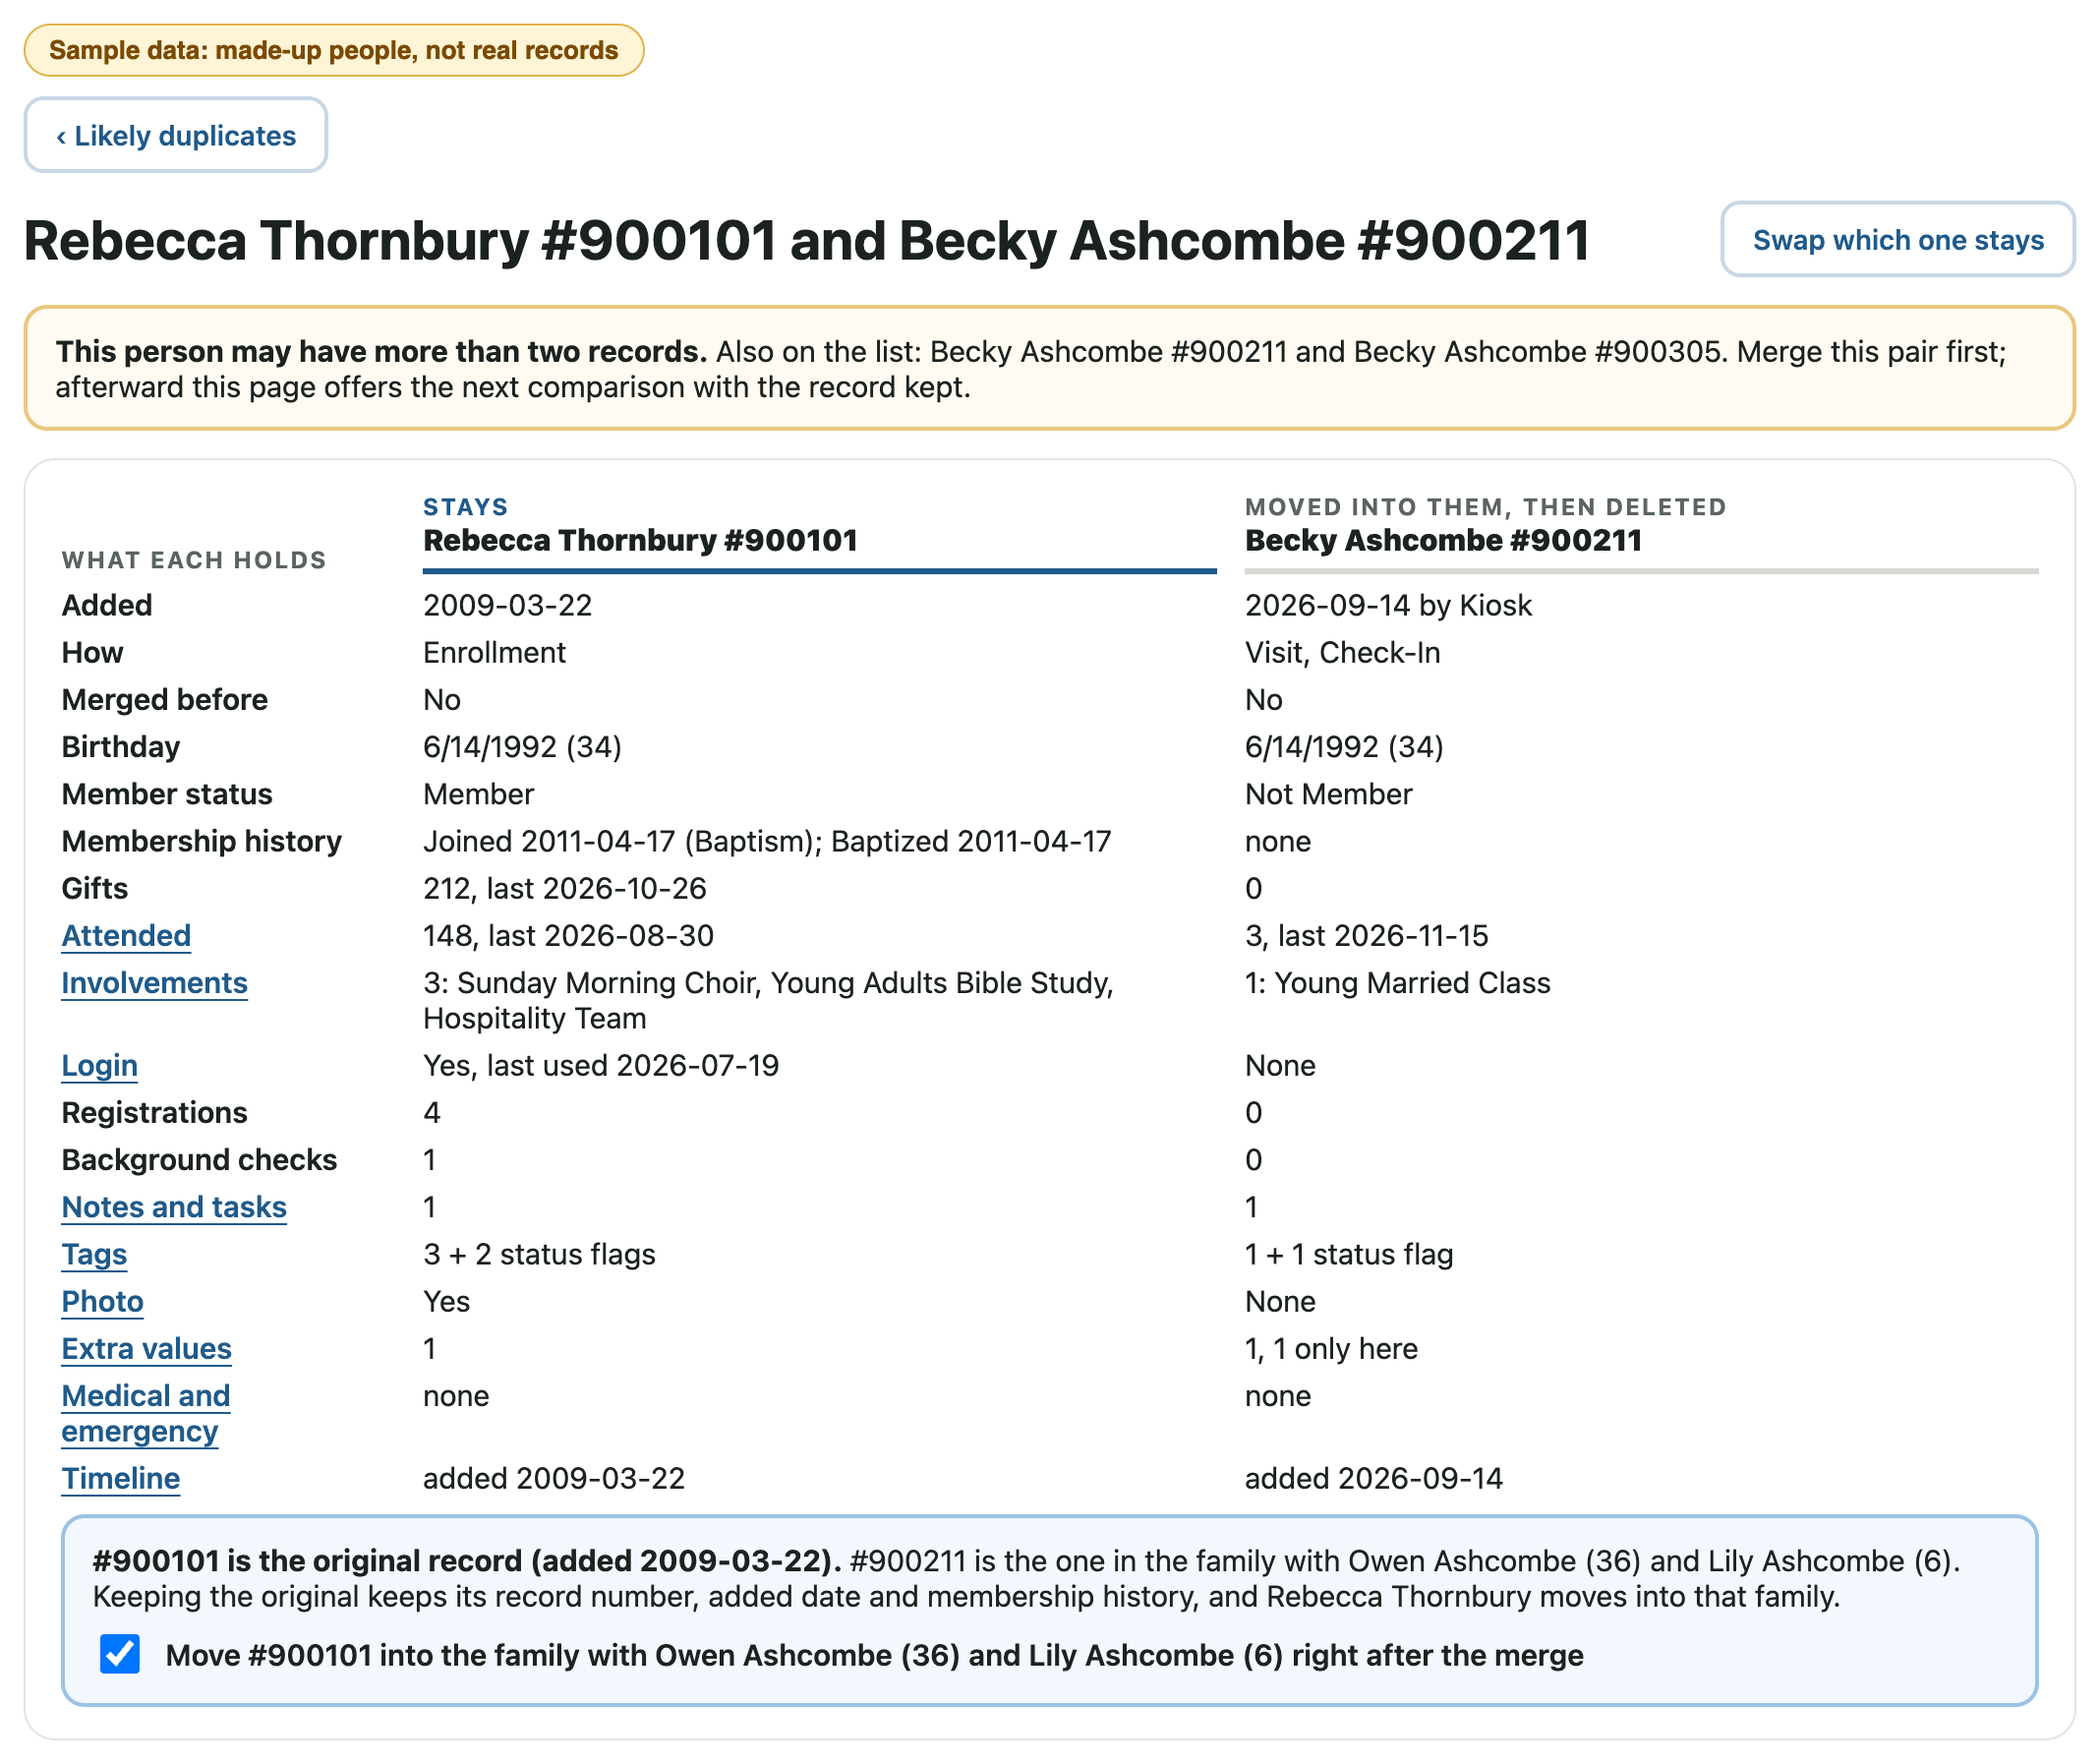 Sample data: made-up people, not real records
‹ Likely duplicates
Rebecca Thornbury #900101 and Becky Ashcombe #900211
Swap which one stays
This person may have more than two records. Also on the list: Becky Ashcombe #900211 and Becky Ashcombe #900305. Merge this pair first;
afterward this page offers the next comparison with the record kept.
WHAT EACH HOLDS
STAYS
Rebecca Thornbury #900101
MOVED INTO THEM, THEN DELETED
Becky Ashcombe #900211
Added 2009-03-22 2026-09-14 by Kiosk
How Enrollment Visit, Check-In
Merged before No No
Birthday 6/14/1992 (34) 6/14/1992 (34)
Member status Member Not Member
Membership history Joined 2011-04-17 (Baptism); Baptized 2011-04-17 none
Gifts 212, last 2026-10-26 0
Attended 148, last 2026-08-30 3, last 2026-11-15
Involvements 3: Sunday Morning Choir, Young Adults Bible Study, 1: Young Married Class
Hospitality Team
Login Yes, last used 2026-07-19 None
Registrations 4 0
Background checks 1 0
Notes and tasks 1 1
Tags 3 + 2 status flags 1 + 1 status flag
Photo Yes None
Extra values 1 1, 1 only here
Medical and none none
emergency
Timeline added 2009-03-22 added 2026-09-14
#900101 is the original record (added 2009-03-22). #900211 is the one in the family with Owen Ashcombe (36) and Lily Ashcombe (6).
Keeping the original keeps its record number, added date and membership history, and Rebecca Thornbury moves into that family.
Move #900101 into the family with Owen Ashcombe (36) and Lily Ashcombe (6) right after the merge